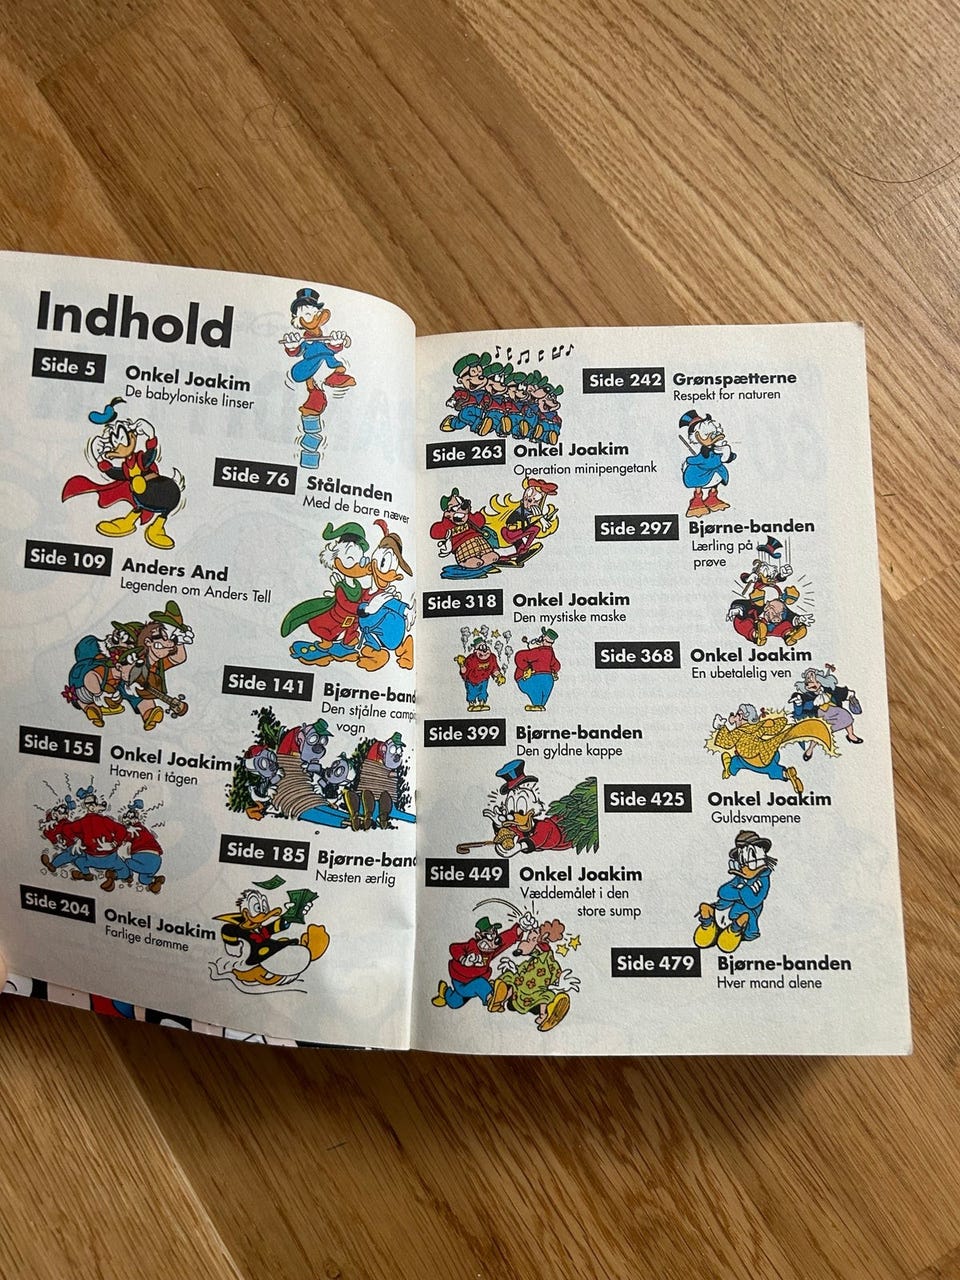 Indhold
Side 5
Onkel Joakim
De babyloniske linser
Side 76
Stålanden
Med de bare næver
Side 109
Anders And
Legenden om Anders Tell
Side 141
Den stjålne
vogn
Side 155
Onkel Joakim
Havnen i tågen
Side 185
Næsten ærlig
Side 204
Onkel Joakim
Farlige drømme
Side 242
Grønspætterne
Respekt for naturen
Side 263
Onkel Joakim
Operation minipengetank
Side 297
Bjørne-banden
Lærling på
prøve
Side 318
Onkel Joakim
Den mystiske maske
Side 368
Onkel Joakim
En ubetalelig ven
Side 399
Bjørne-banden
Den gyldne kappe
Side 425
Onkel Joakim
Guldsvampene
Side 449
Onkel Joakim
Væddemålet i den
store sump
Side 479
Bjørne-banden
Hver mand alene